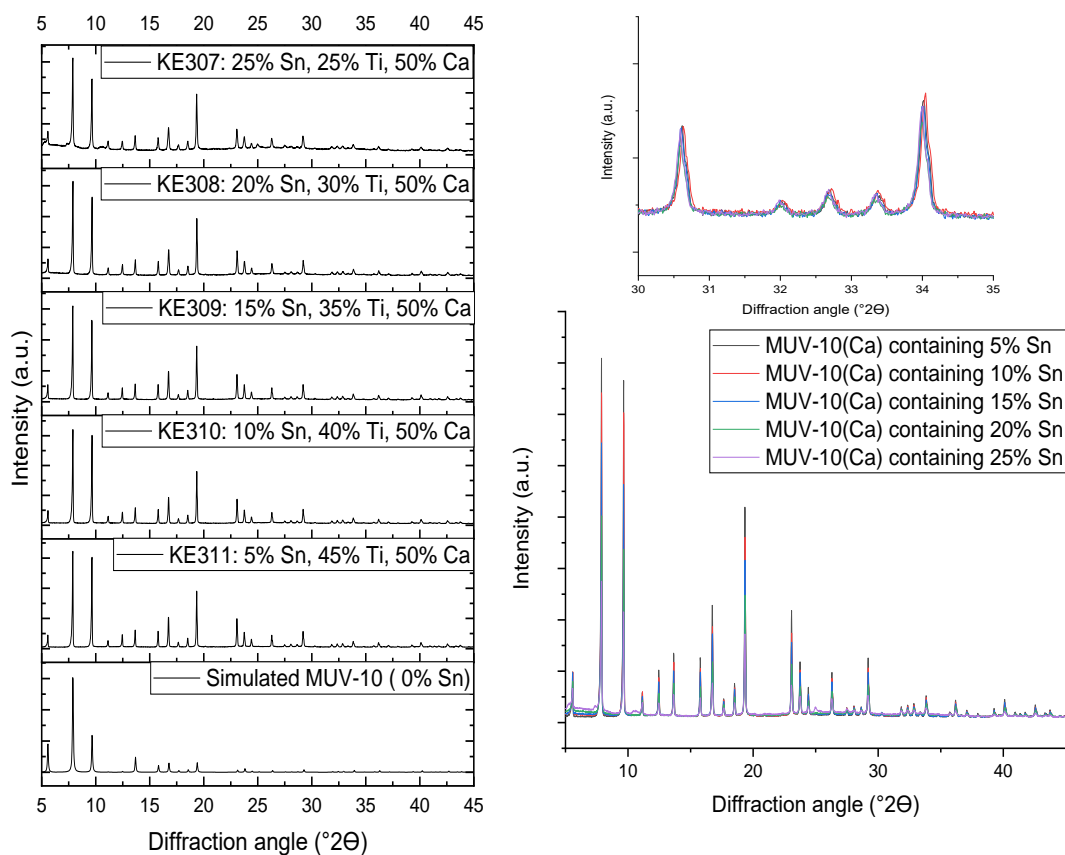 5 10 15 20 25 30 35 40 45
KE307: 25% Sn, 25% Ti, 50% Ca
KE308: 20% Sn, 30% Ti, 50% Ca
KE309: 15% Sn, 35% Ti, 50% Ca
KE310: 10% Sn, 40% Ti, 50% Ca
KE311: 5% Sn, 45% Ti, 50% Ca
Simulated MUV-10 ( 0% Sn)
Intensity (a.u.)
5 10 15 20 25 30 35 40 45
Diffraction angle (°2Θ)
Intensity (a.u.)
30 31 32 33 34 35
Diffraction angle (°2Θ)
MUV-10(Ca) containing 5% Sn
MUV-10(Ca) containing 10% Sn
MUV-10(Ca) containing 15% Sn
MUV-10(Ca) containing 20% Sn
MUV-10(Ca) containing 25% Sn
Intensity (a.u.)
10 20 30 40
Diffraction angle (°2Θ)